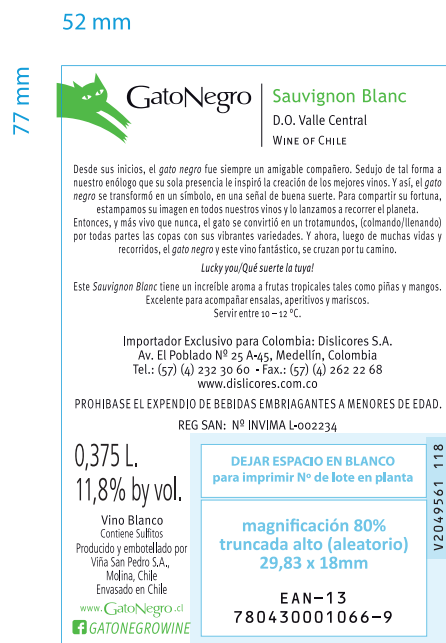 52 mm
77 mm
GatoNegro
Sauvignon Blanc
D.O. Valle Central
WINE OF CHILE
Desde sus inicios, el gato negro fue siempre un amigable compañero. Sedujo de tal forma a
nuestro enólogo que su sola presencia le inspiró la creación de los mejores vinos. Y así, el gato
negro se transformó en un símbolo, en una señal de buena suerte. Para compartir su fortuna,
estampamos su imagen en todos nuestros vinos y lo lanzamos a recorrer el planeta.
Entonces, y más vivo que nunca, el gato se convirtió en un trotamundos, (colmando/llenando)
por todas partes las copas con sus vibrantes variedades. Y ahora, luego de muchas vidas y
recorridos, el gato negro y este vino fantástico, se cruzan por tu camino.
Lucky you/Qué suerte la tuya!
Este Sauvignon Blanc tiene un increíble aroma a frutas tropicales tales como piñas y mangos.
Excelente para acompañar ensalas, aperitivos y mariscos.
Servir entre 10 – 12 ºC.
Importador Exclusivo para Colombia: Dislicores S.A.
Av. El Poblado Nº 25 A-45, Medellín, Colombia
Tel.: (57) (4) 232 30 60 - Fax.: (57) (4) 262 22 68
www.dislicores.com.co
PROHIBASE EL EXPENDIO DE BEBIDAS EMBRIAGANTES A MENORES DE EDAD.
REG SAN: Nº INVIMA L-002234
0,375 L.
11,8% by vol.
Vino Blanco
Contiene Sulfitos
Producido y embotellado por
Viña San Pedro S.A.,
Molina, Chile
Envasado en Chile
www.GatoNegro.cl
GATONEGROWINE
DEJAR ESPACIO EN BLANCO
para imprimir Nº de lote en planta
magnificación 80%
truncada alto (aleatorio)
29,83 x 18mm
EAN-13
780430001066-9
V2049561 118